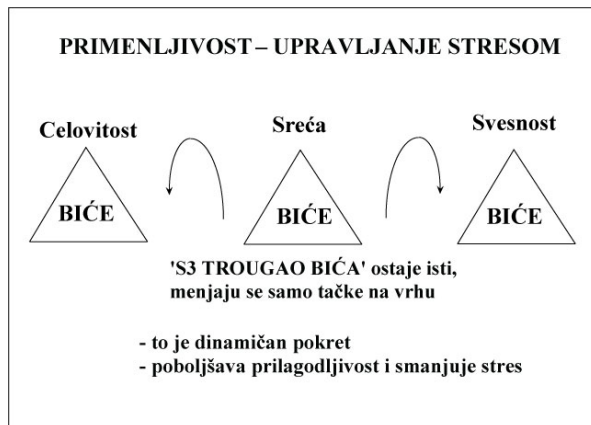 PRIMENLJIVOST – UPRAVLJANJE STRESOM
Celovitost
Sreća
Svesnost
BIĆE
BIĆE
BIĆE
'S3 TROUGAO BIĆA' ostaje isti,
menjaju se samo tačke na vrhu
- to je dinamičan pokret
- poboljšava prilagodljivost i smanjuje stres